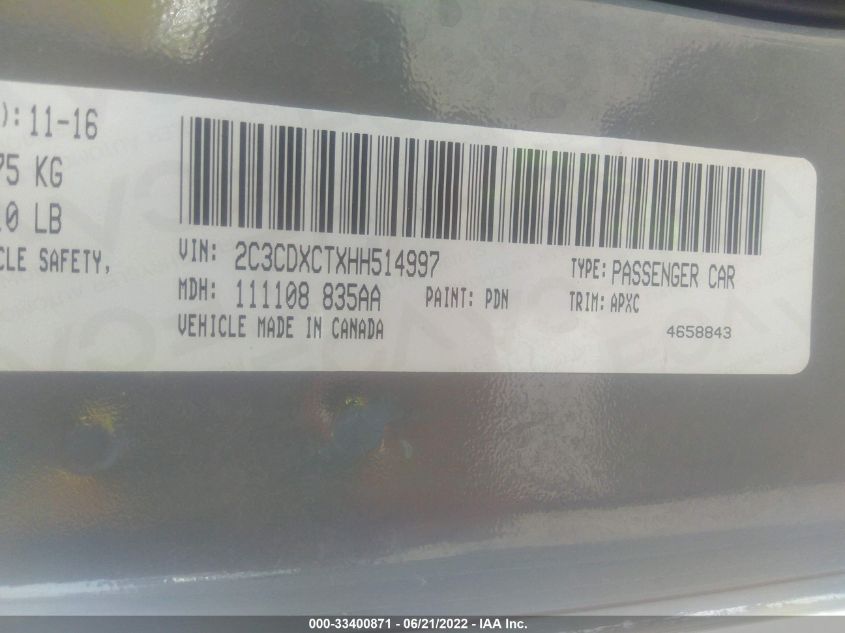 ): 11-16
75 KG
0 LB
CLE SAFETY,
VIN: 2C3CDXCTXHH514997
TYPE: PASSENGER CAR
MDH: 111108 835AA
PAINT: PDN
TRIM: APXC
VEHICLE MADE IN CANADA
4658843
000-33400871 - 06/21/2022 - IAA Inc.